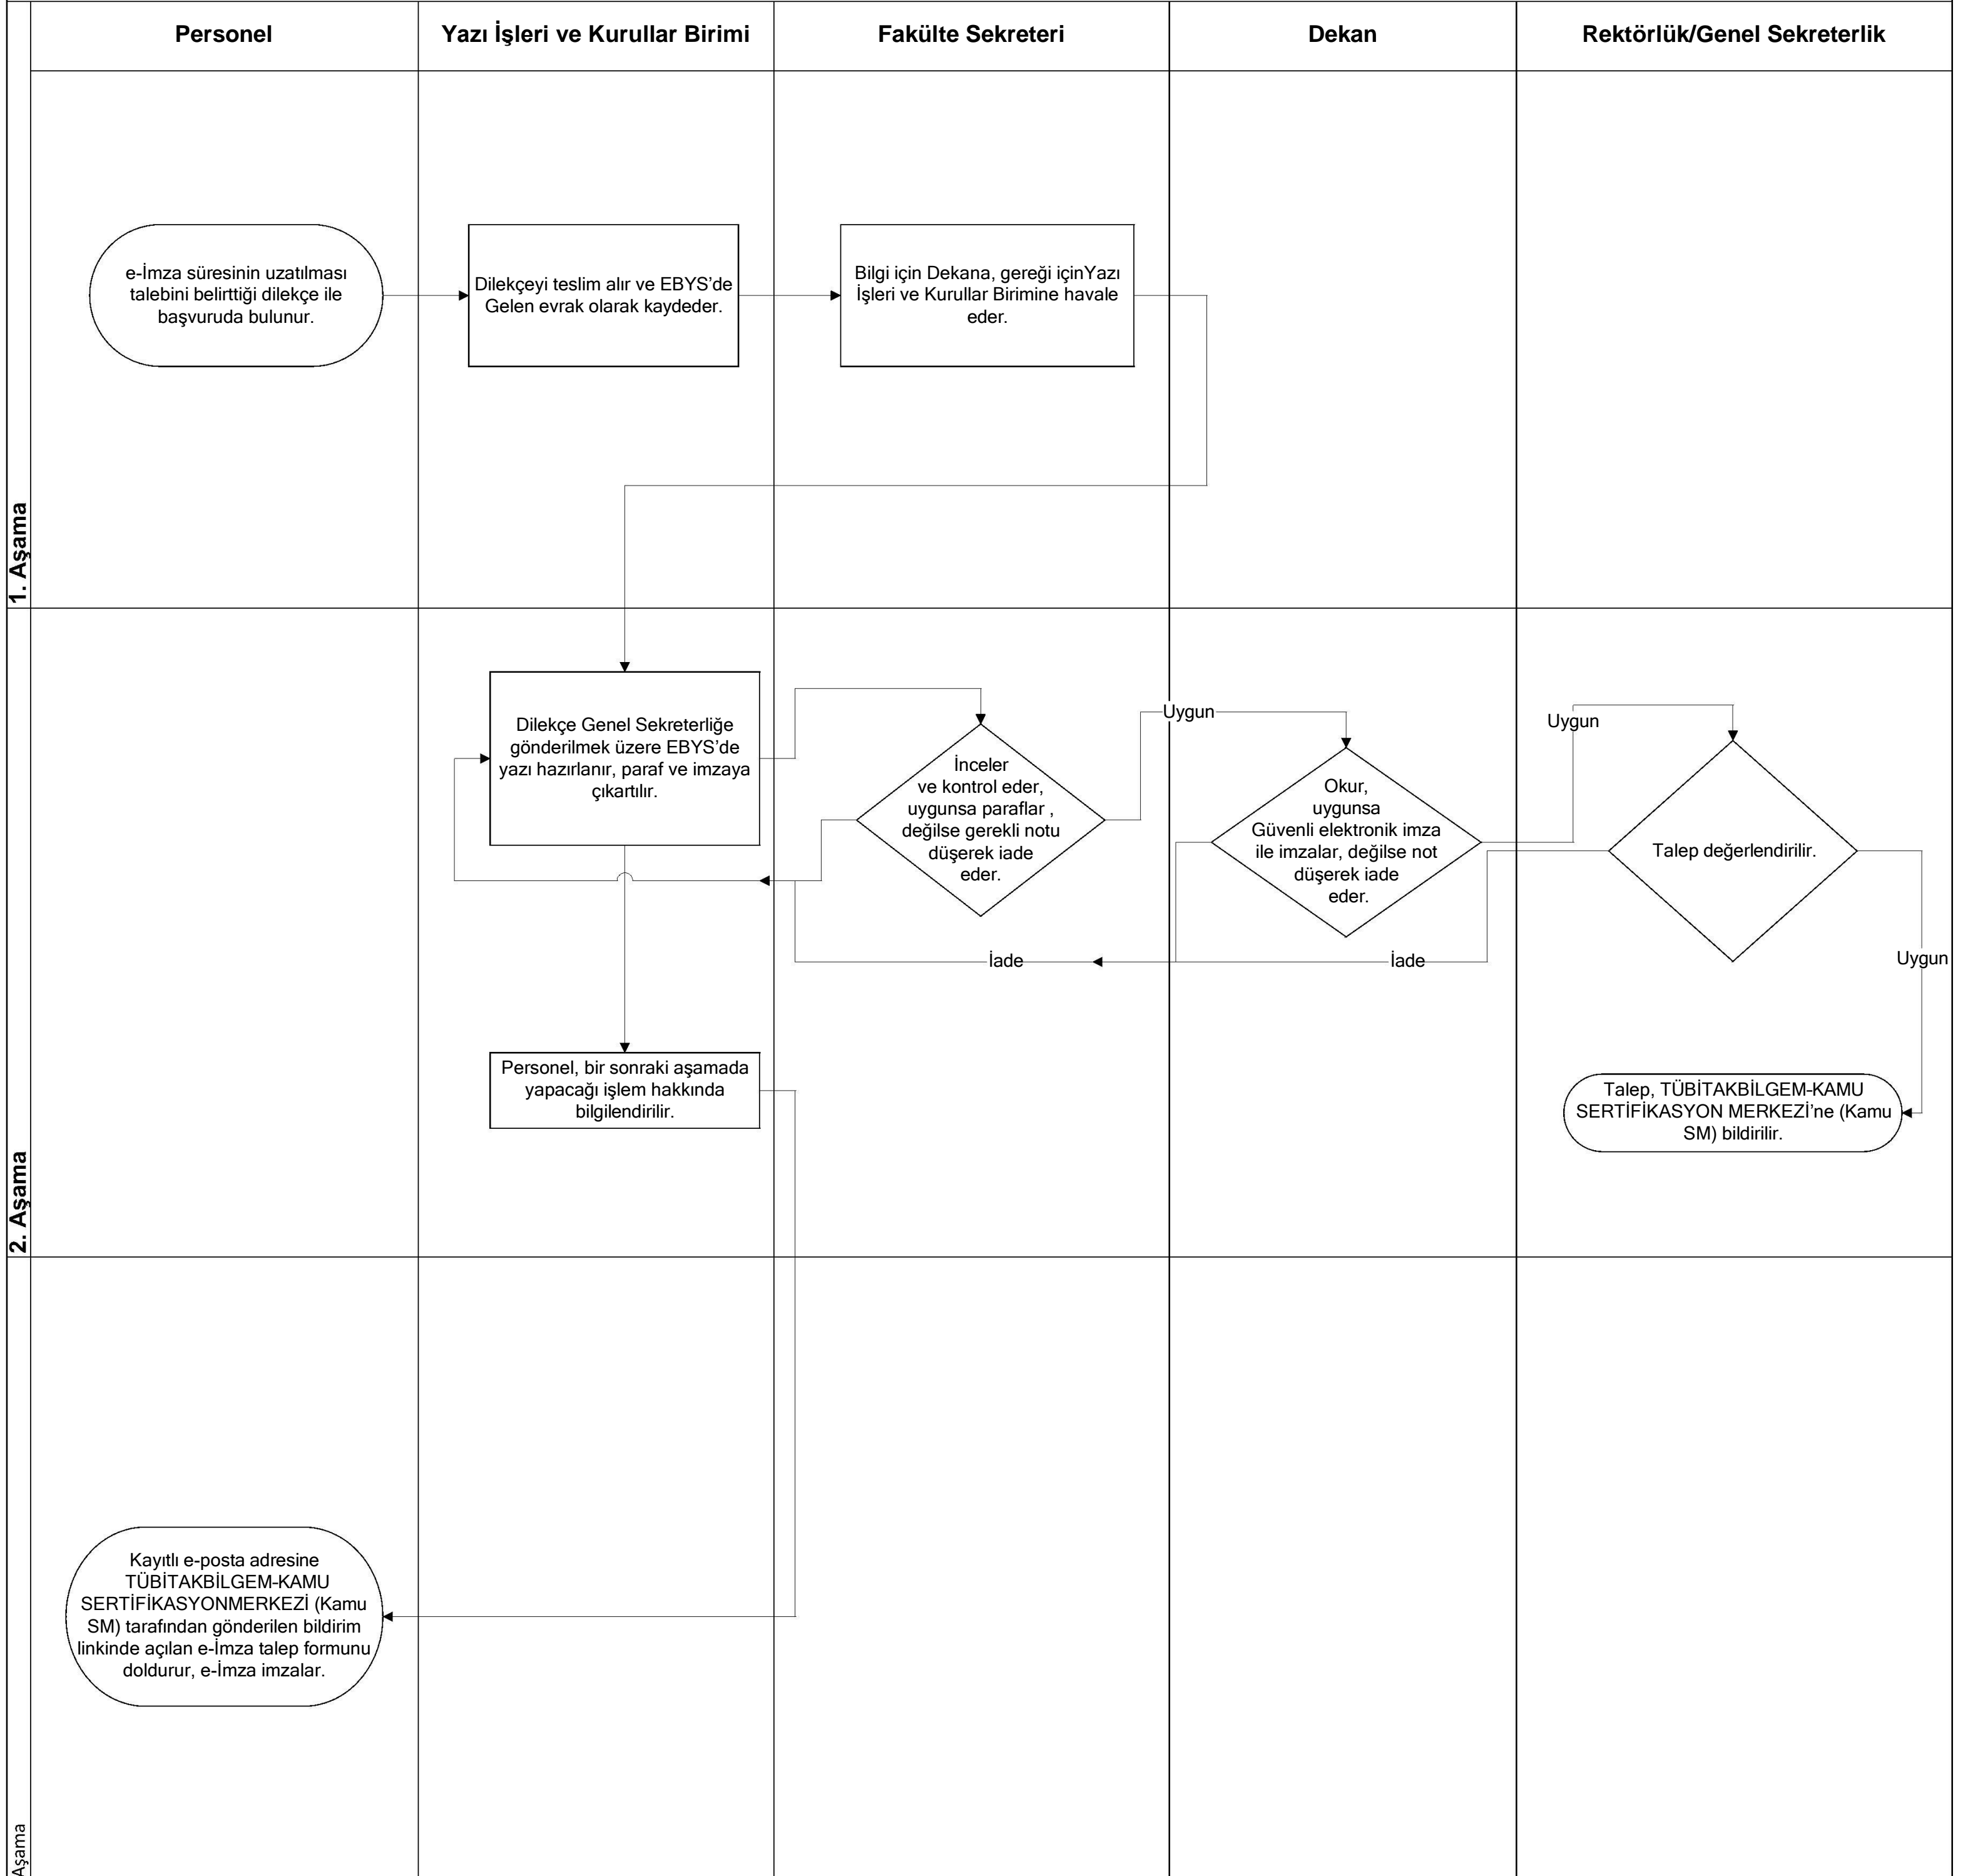 Personel
Yazı İşleri ve Kurullar Birimi
Fakülte Sekreteri
Dekan
Rektörlük/Genel Sekreterlik
1. Aşama
e-İmza süresinin uzatılması
talebini belirttiği dilekçe ile
başvuruda bulunur.
Dilekçeyi teslim alır ve EBYS’de
Gelen evrak olarak kaydeder.
Bilgi için Dekana, gereği içinYazı
İşleri ve Kurullar Birimine havale
eder.
2. Aşama
Dilekçe Genel Sekreterliğe
gönderilmek üzere EBYS’de
yazı hazırlanır, paraf ve imzaya
çıkartılır.
İnceler
ve kontrol eder,
uygunsa paraflar ,
değilse gerekli notu
düşerek iade
eder.
Uygun
Okur,
uygunsa
Güvenli elektronik imza
ile imzalar, değilse not
düşerek iade
eder.
Uygun
Talep değerlendirilir.
İade
İade
Uygun
Personel, bir sonraki aşamada
yapacağı işlem hakkında
bilgilendirilir.
Talep, TÜBİTAKBİLGEM-KAMU
SERTİFİKASYON MERKEZİ’ne (Kamu
SM) bildirilir.
Aşama
Kayıtlı e-posta adresine
TÜBİTAKBİLGEM-KAMU
SERTİFİKASYONMERKEZİ (Kamu
SM) tarafından gönderilen bildirim
linkinde açılan e-İmza talep formunu
doldurur, e-İmza imzalar.